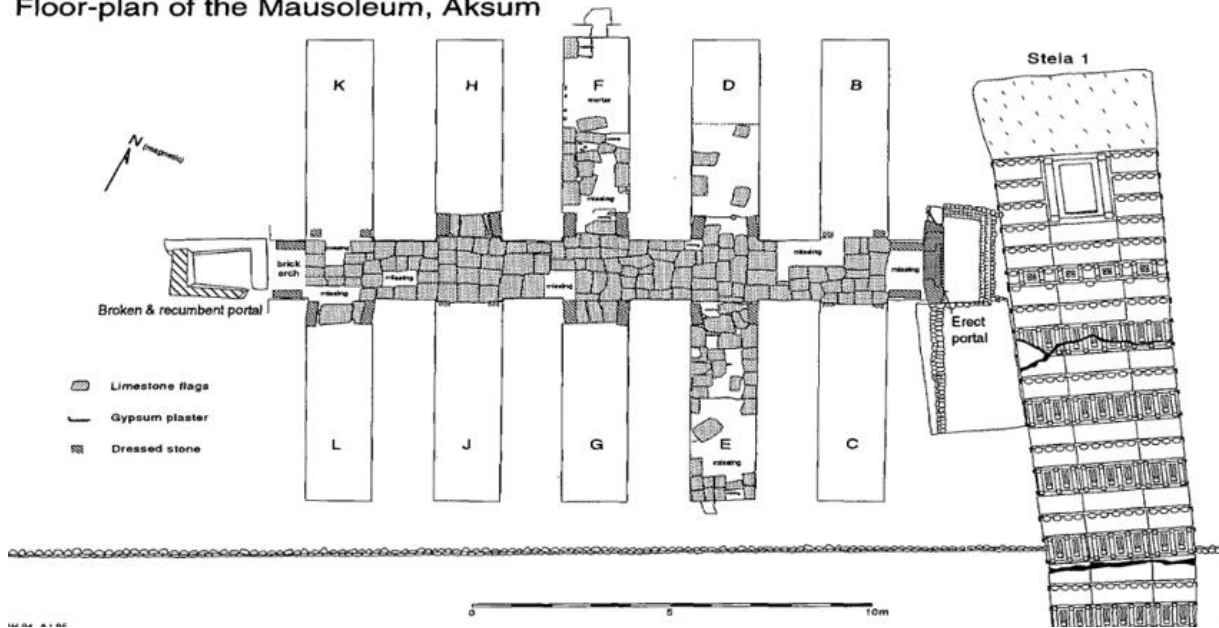 Floor-plan of the Mausoleum, Aksum
Stela 1
K
H
F
D
B
mortar
N (magnetic)
missing
missing
missing
brick arch
missing
missing
missing
missing
Broken & recumbent portal
Erect portal
Limestone flags
Gypsum plaster
Dressed stone
L
J
G
E
C
missing
0 5 10m